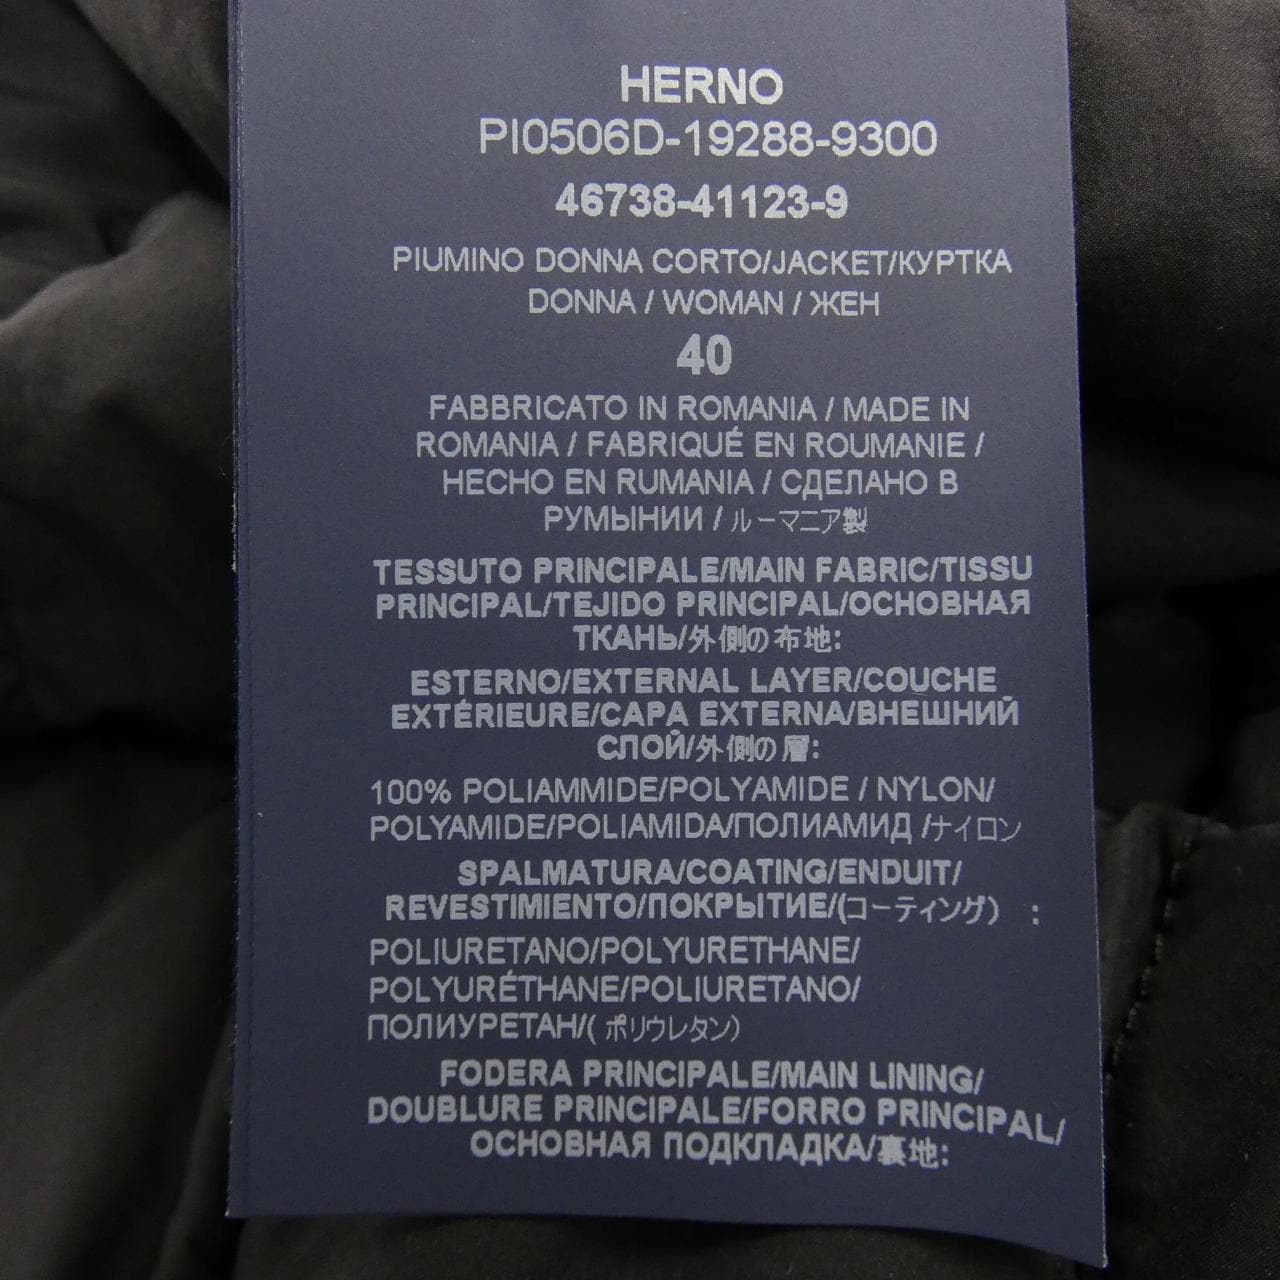 HERNO
PI0506D-19288-9300
46738-41123-9
PIUMINO DONNA CORTO/JACKET/КУРТКА
DONNA / WOMAN / ЖЕН
40
FABBRICATO IN ROMANIA / MADE IN
ROMANIA / FABRIQUÉ EN ROUMANIE /
HECHO EN RUMANIA / СДЕЛАНО В
РУМЫНИИ / ルーマニア製
TESSUTO PRINCIPALE/MAIN FABRIC/TISSU
PRINCIPAL/TEJIDO PRINCIPAL/ОСНОВНАЯ
ТКАНЬ/外側の布地:
ESTERNO/EXTERNAL LAYER/COUCHE
EXTÉRIEURE/CAPA EXTERNA/ВНЕШНИЙ
СЛОЙ/外側の層:
100% POLIAMMIDE/POLYAMIDE / NYLON/
POLYAMIDE/POLIAMIDA/ПОЛИАМИД /ナイロン
SPALMATURA/COATING/ENDUIT/
REVESTIMIENTO/ПОКРЫТИЕ/(コーティング) :
POLIURETANO/POLYURETHANE/
POLYURÉTHANE/POLIURETANO/
ПОЛИУРЕТАН/( ポリウレタン)
FODERA PRINCIPALE/MAIN LINING/
DOUBLURE PRINCIPALE/FORRO PRINCIPAL/
ОСНОВНАЯ ПОДКЛАДКА/裏地: